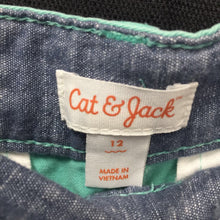 Cat & Jack
12
MADE IN
VIETNAM